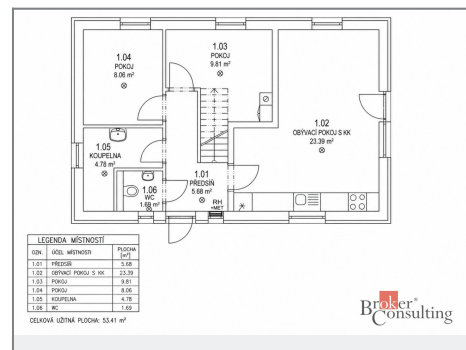 1.04
POKOJ
8.06 m²
1.03
POKOJ
9.81 m²
1.02
OBÝVACÍ POKOJ S KK
23.39 m²
1.05
KOUPELNA
4.78 m²
1.06
WC
1.69 m²
1.01
PŘEDSÍŇ
5.68 m²
RH
+MET
LEGENDA MÍSTNOSTÍ
OZN. ÚČEL MÍSTNOSTI PLOCHA [m²]
1.01 PŘEDSÍŇ 5.68
1.02 OBÝVACÍ POKOJ S KK 23.39
1.03 POKOJ 9.81
1.04 POKOJ 8.06
1.05 KOUPELNA 4.78
1.06 WC 1.69
CELKOVÁ UŽITNÁ PLOCHA: 53.41 m²
Broker
Consulting